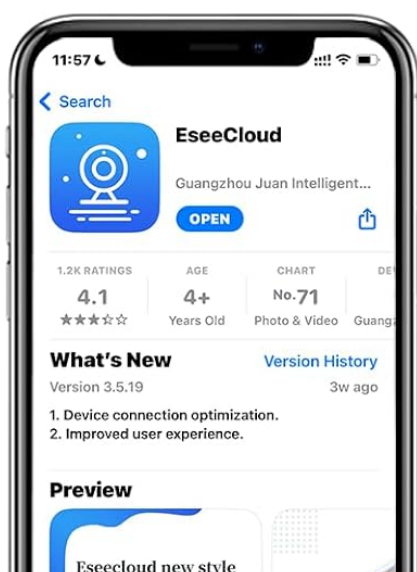 11:57
Search
EseeCloud
Guangzhou Juan Intelligent...
OPEN
1.2K RATINGS
4.1
AGE
4+
Years Old
CHART
No.71
Photo & Video
DE
Guang
What's New
Version History
Version 3.5.19
3w ago
1. Device connection optimization.
2. Improved user experience.
Preview
Eseecloud new style